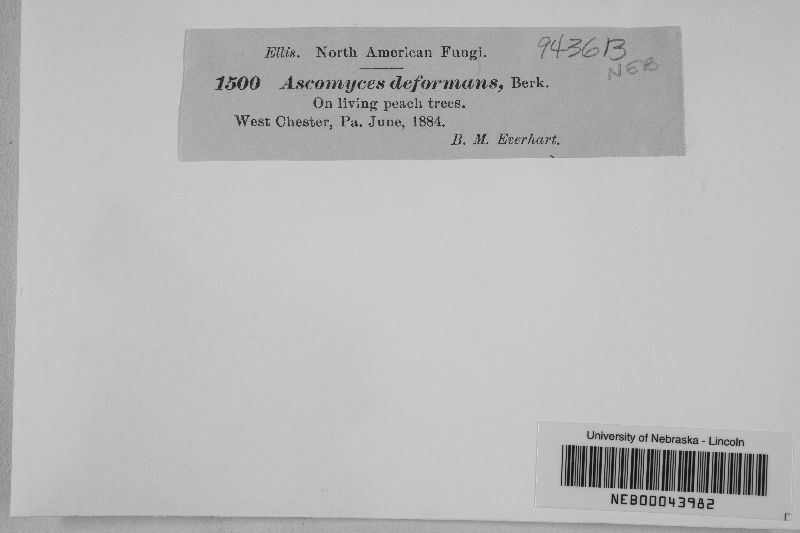 Ellis. North American Fungi.
9436B
NEB
1500 Ascomyces deformans, Berk.
On living peach trees.
West Chester, Pa. June, 1884.
B. M. Everhart.
University of Nebraska - Lincoln
NEB00043982